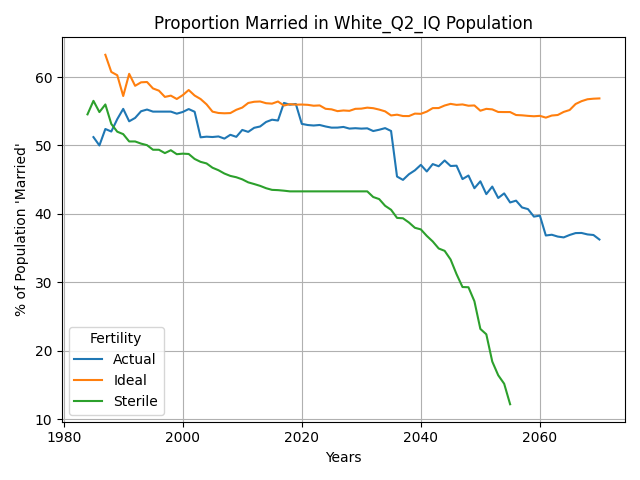 Proportion Married in White_Q2_IQ Population
% of Population 'Married'
60
50
40
30
20
10
Fertility
Actual
Ideal
Sterile
1980
2000
2020
2040
2060
Years